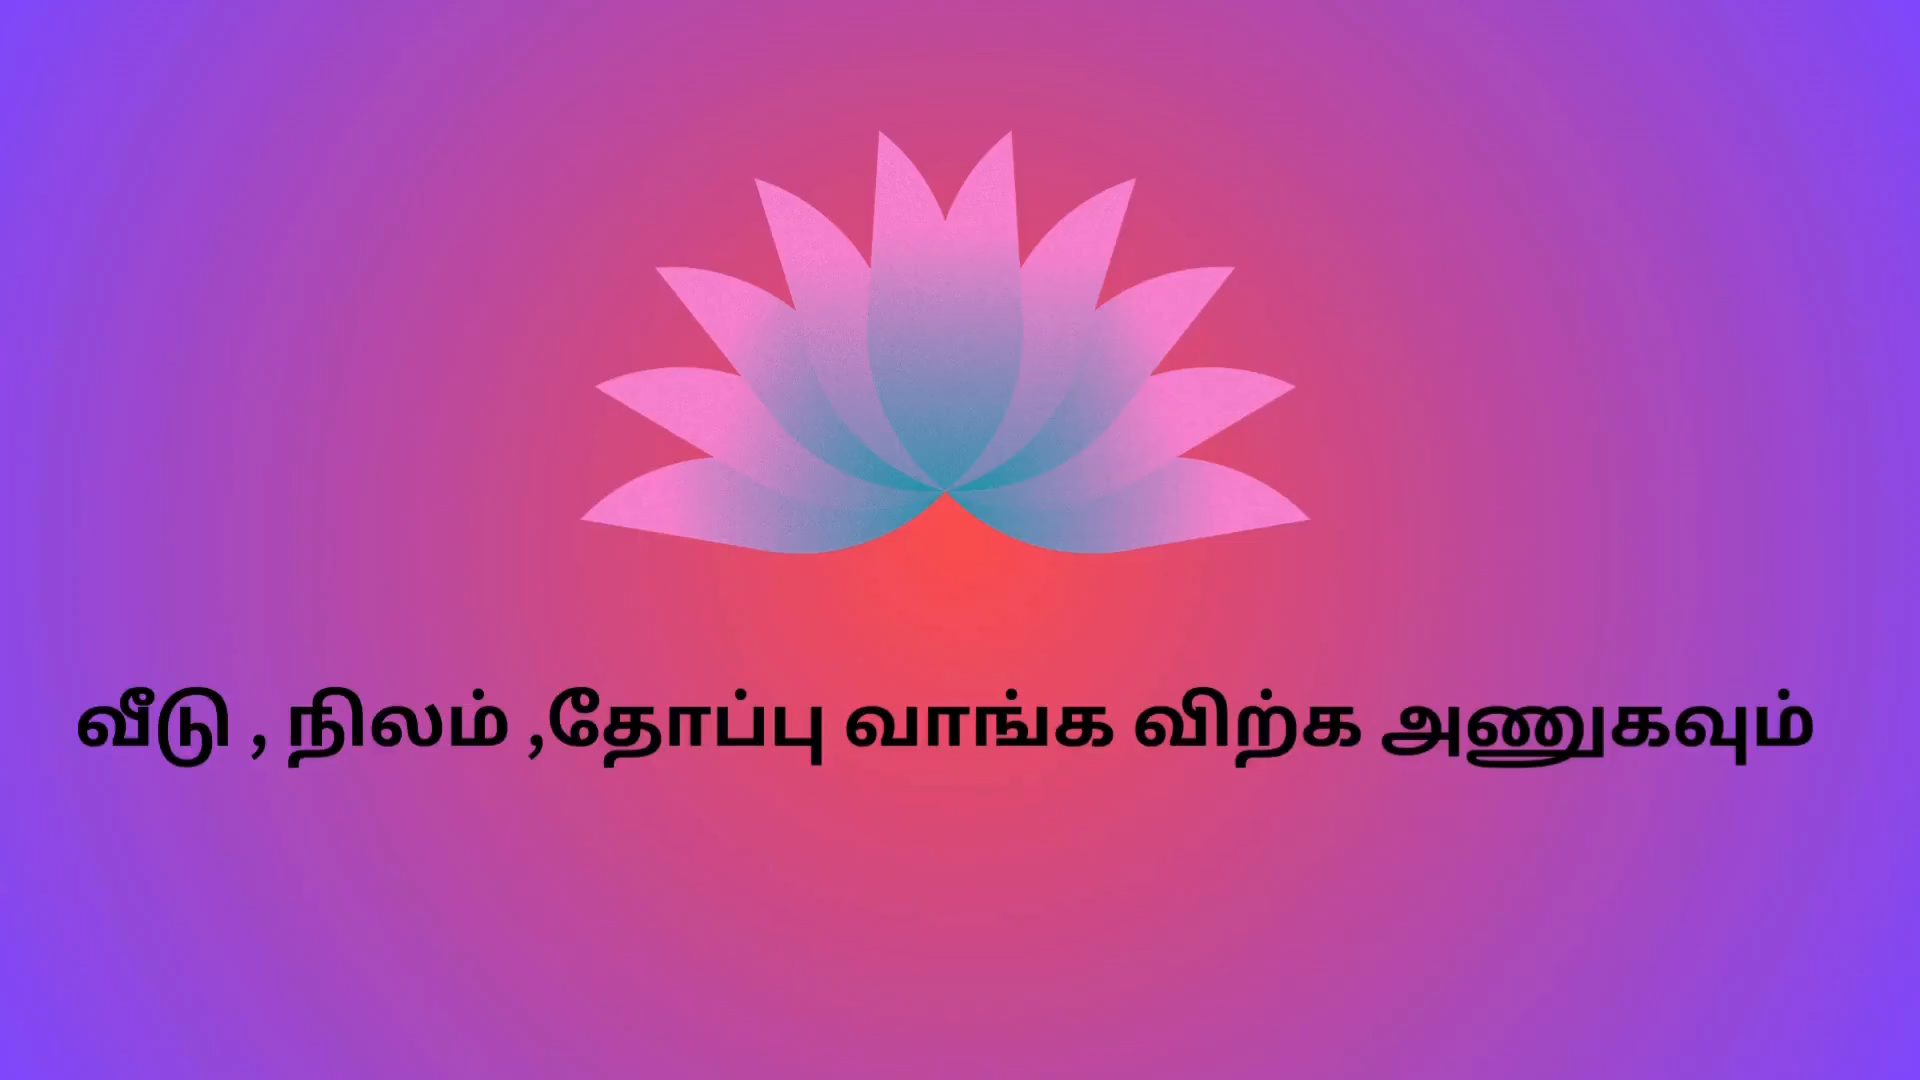 வீடு , நிலம் ,தோப்பு வாங்க விற்க அணுகவும்